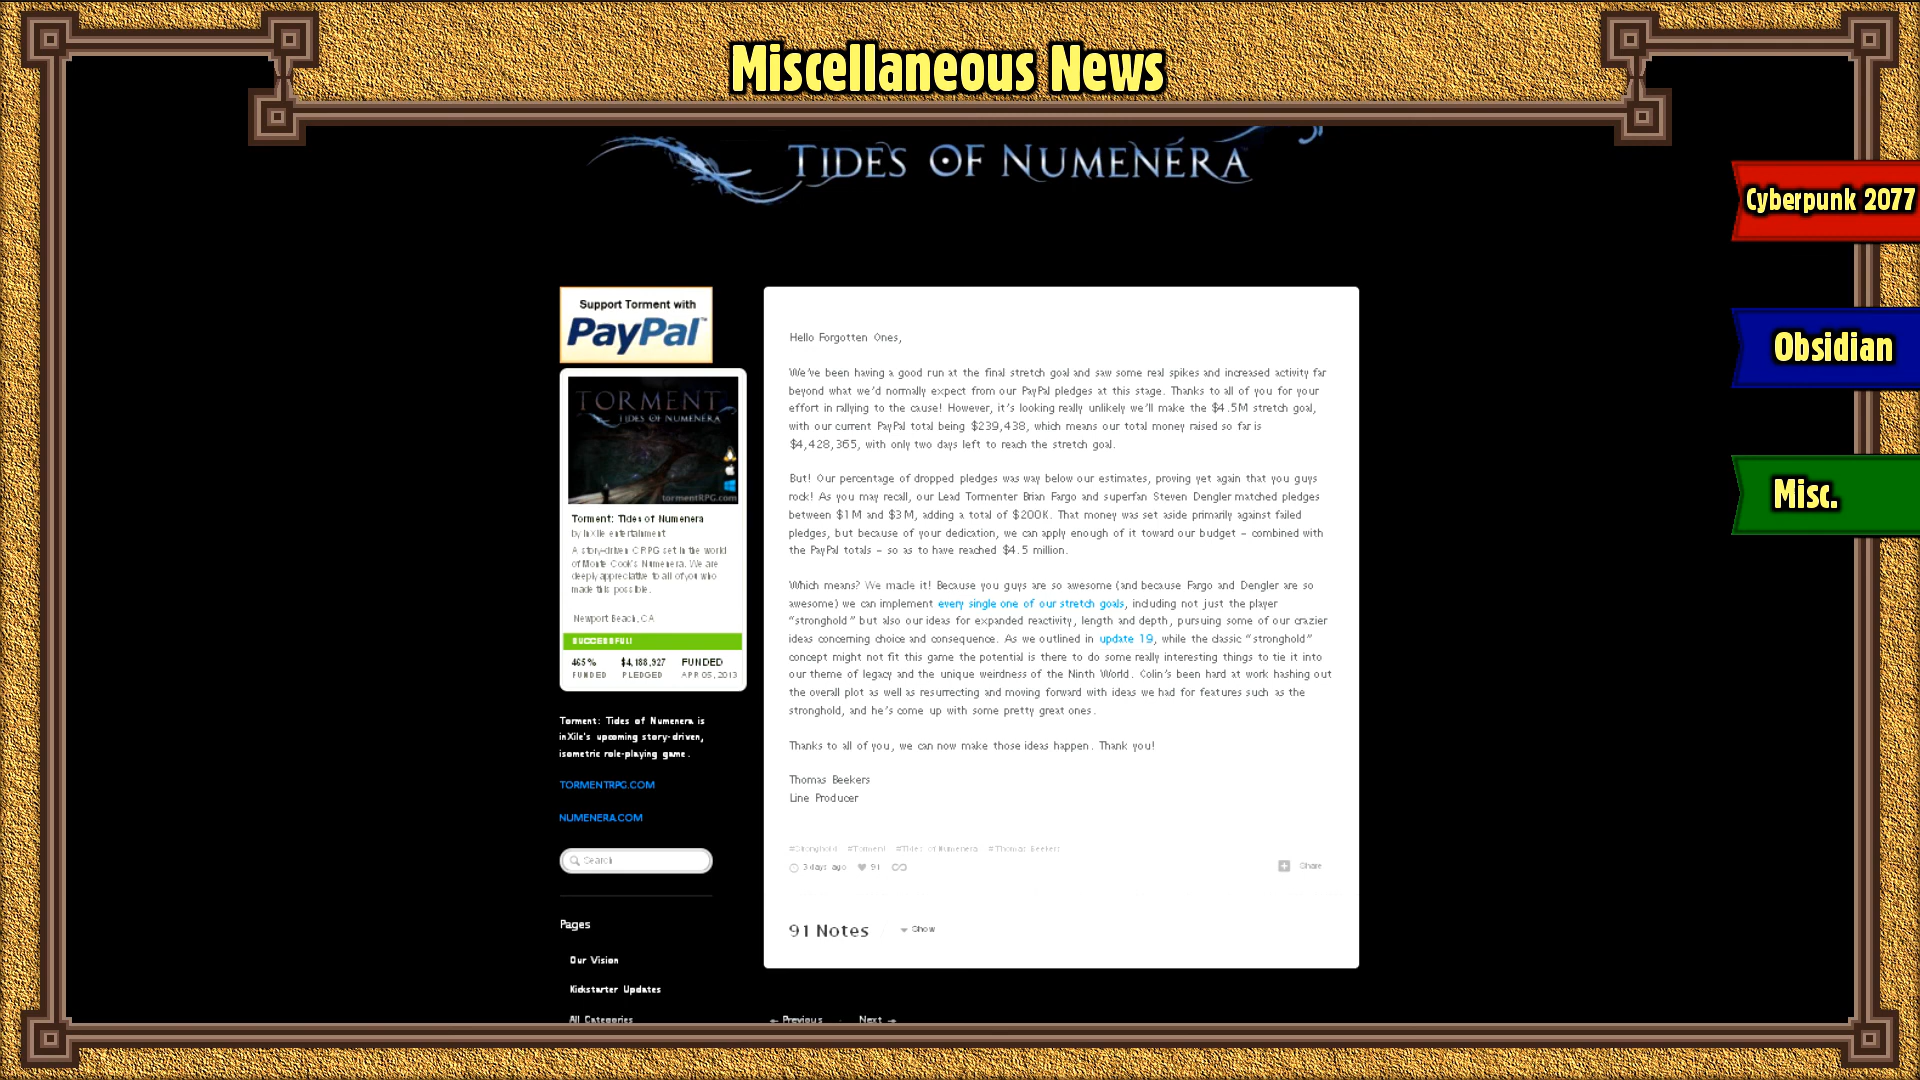 Miscellaneous News
TIDES OF NUMENÉRA
Cyberpunk 2077
Obsidian
Misc.
Support Torment with
PayPal™
TORMENT
TIDES OF NUMENÉRA
tormentRPG.com
Torment: Tides of Numenera
by inXile entertainment
A story-driven CRPG set in the world
of Monte Cook's Numenera. We are
deeply appreciative to all of you who
made this possible.
Newport Beach, CA
SUCCESSFUL!
465% $4,188,927 FUNDED
FUNDED PLEDGED APR 05, 2013
Torment: Tides of Numenera is
inXile's upcoming story-driven,
isometric role-playing game.
TORMENTRPG.COM
NUMENERA.COM
Search
Pages
Our Vision
Kickstarter Updates
All Categories
Hello Forgotten Ones,
We've been having a good run at the final stretch goal and saw some real spikes and increased activity far
beyond what we'd normally expect from our PayPal pledges at this stage. Thanks to all of you for your
effort in rallying to the cause! However, it's looking really unlikely we'll make the $4.5M stretch goal,
with our current PayPal total being $239,438, which means our total money raised so far is
$4,428,365, with only two days left to reach the stretch goal.
But! Our percentage of dropped pledges was way below our estimates, proving yet again that you guys
rock! As you may recall, our Lead Tormenter Brian Fargo and superfan Steven Dengler matched pledges
between $1M and $3M, adding a total of $200K. That money was set aside primarily against failed
pledges, but because of your dedication, we can apply enough of it toward our budget – combined with
the PayPal totals – so as to have reached $4.5 million.
Which means? We made it! Because you guys are so awesome (and because Fargo and Dengler are so
awesome) we can implement every single one of our stretch goals, including not just the player
"stronghold" but also our ideas for expanded reactivity, length and depth, pursuing some of our crazier
ideas concerning choice and consequence. As we outlined in update 19, while the classic "stronghold"
concept might not fit this game the potential is there to do some really interesting things to tie it into
our theme of legacy and the unique weirdness of the Ninth World. Colin's been hard at work hashing out
the overall plot as well as resurrecting and moving forward with ideas we had for features such as the
stronghold, and he's come up with some pretty great ones.
Thanks to all of you, we can now make those ideas happen. Thank you!
Thomas Beekers
Line Producer
#Stronghold #Torment #Tides of Numenera #Thomas Beekers
3 days ago 91 Share
91 Notes Show
← Previous · Next →